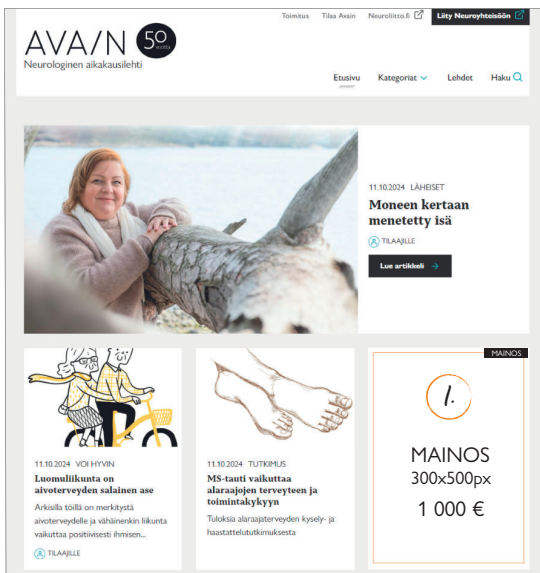 Toimitus Tilaa Avain Neuroliitto.fi Liity Neuroyhteisöön
AVA/N 50 vuotta
Neurologinen aikakausilehti
Etusivu Kategoriat Lehdet Haku
11.10.2024 LÄHEISET
Moneen kertaan
menetetty isä
TILAAJILLE
Lue artikkeli →
11.10.2024 VOI HYVIN
Luomuliikunta on
aivoterveyden salainen ase
Arkisilla töillä on merkitystä
aivoterveydelle ja vähäinenkin liikunta
vaikuttaa positiivisesti ihmisen...
TILAAJILLE
11.10.2024 TUTKIMUS
MS-tauti vaikuttaa
alaraajojen terveyteen ja
toimintakykyyn
Tuloksia alaraajaterveyden kysely- ja
haastattelututkimuksesta
MAINOS
1.
MAINOS
300x500px
1 000 €